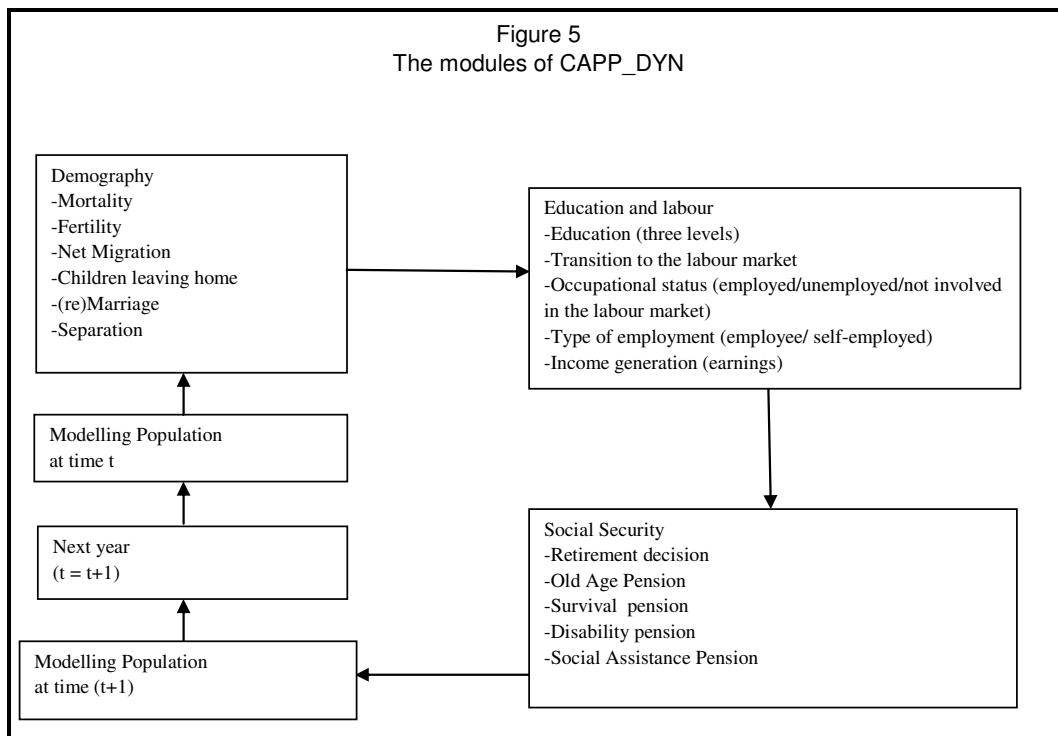 Figure 5
The modules of CAPP_DYN
Demography
-Mortality
-Fertility
-Net Migration
-Children leaving home
-(re)Marriage
-Separation
Education and labour
-Education (three levels)
-Transition to the labour market
-Occupational status (employed/unemployed/not involved
in the labour market)
-Type of employment (employee/ self-employed)
-Income generation (earnings)
Modelling Population
at time t
Next year
(t = t+1)
Modelling Population
at time (t+1)
Social Security
-Retirement decision
-Old Age Pension
-Survival  pension
-Disability pension
-Social Assistance Pension